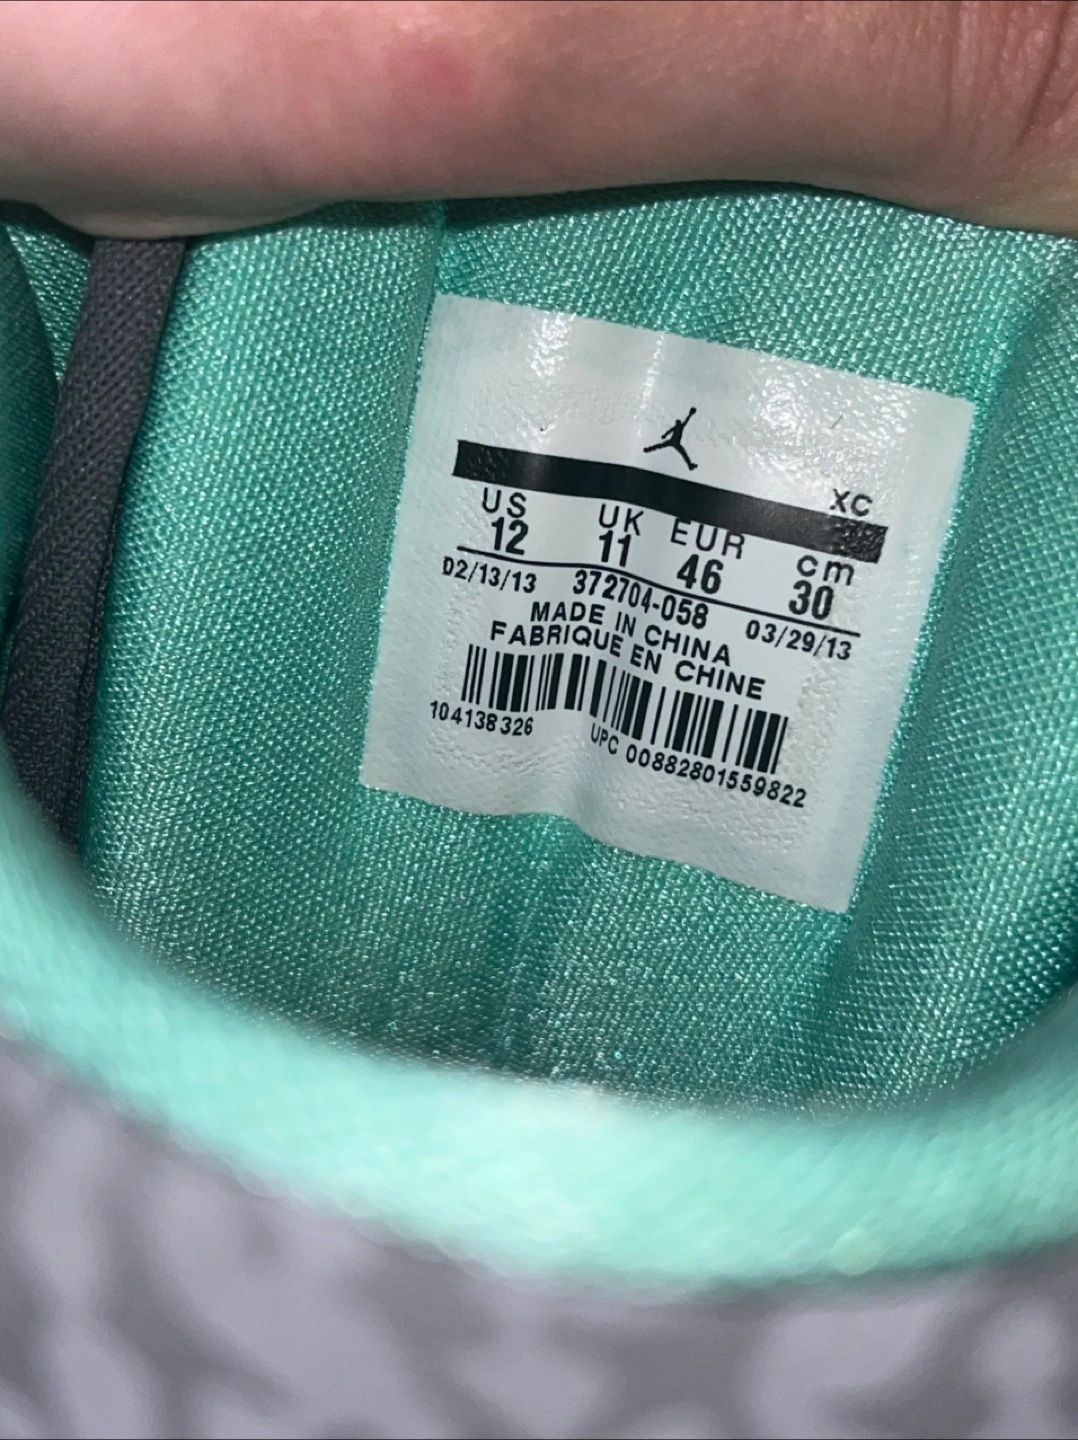 XC
US UK EUR cm
12 11 46 30
02/13/13 372704-058 03/29/13
MADE IN CHINA
FABRIQUE EN CHINE
104138326 UPC 00882801559822